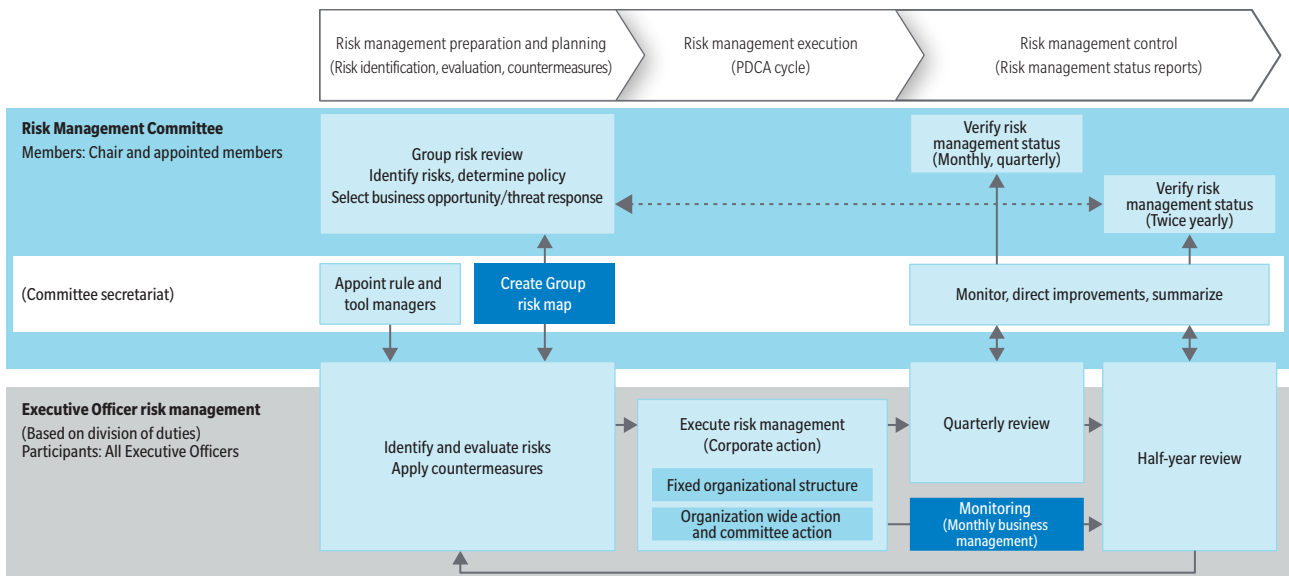 Risk management preparation and planning
(Risk identification, evaluation, countermeasures)
Risk management execution
(PDCA cycle)
Risk management control
(Risk management status reports)
Risk Management Committee
Members: Chair and appointed members
Group risk review
Identify risks, determine policy
Select business opportunity/threat response
Verify risk
management status
(Monthly, quarterly)
Verify risk
management status
(Twice yearly)
(Committee secretariat)
Appoint rule and
tool managers
Create Group
risk map
Monitor, direct improvements, summarize
Executive Officer risk management
(Based on division of duties)
Participants: All Executive Officers
Identify and evaluate risks
Apply countermeasures
Execute risk management
(Corporate action)
Fixed organizational structure
Organization wide action
and committee action
Quarterly review
Monitoring
(Monthly business
management)
Half-year review